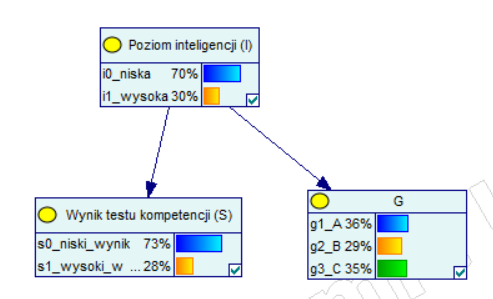 Poziom inteligencji (I)
i0_niska 70%
i1_wysoka 30%
Wynik testu kompetencji (S)
s0_niski_wynik 73%
s1_wysoki_w ... 28%
G
g1_A 36%
g2_B 29%
g3_C 35%